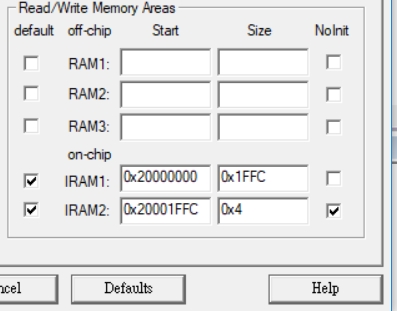 Read/Write Memory Areas
default off-chip Start Size NoInit
RAM1:
RAM2:
RAM3:
on-chip
IRAM1: 0x20000000 0x1FFC
IRAM2: 0x20001FFC 0x4
ncel Defaults Help